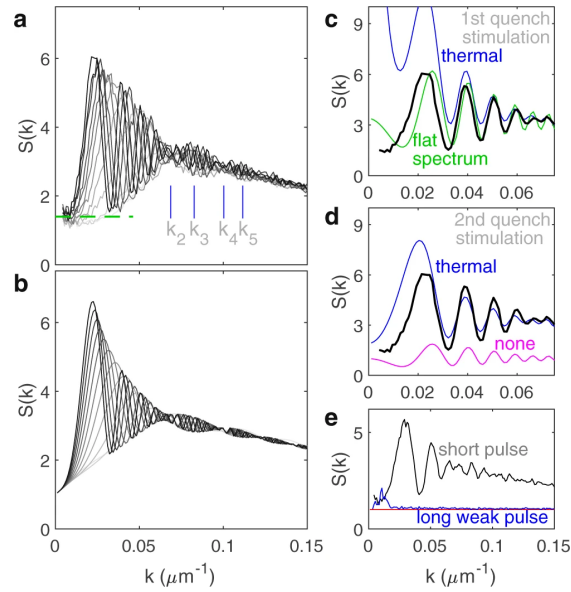 a
S(k)
6
4
2
0
k2 k3 k4 k5
b
S(k)
6
4
2
0
0 0.05 0.1 0.15
k (μm-1)
c
1st quench
stimulation
thermal
flat
spectrum
S(k)
9
6
3
0
0 0.02 0.04 0.06
d
2nd quench
stimulation
thermal
none
S(k)
9
6
3
0
0 0.02 0.04 0.06
e
S(k)
5
0
short pulse
long weak pulse
0 0.05 0.1 0.15
k (μm-1)